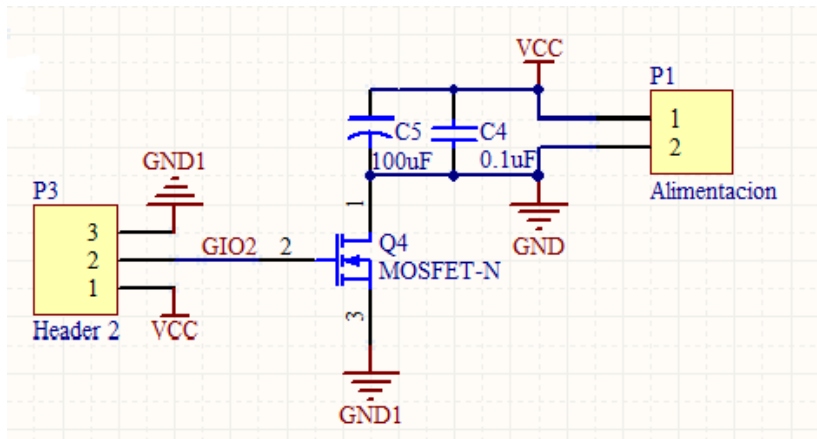 VCC
P1
1
2
Alimentacion
C5
100uF
C4
0.1uF
GND
GND1
P3
3
2
1
Header 2
VCC
GIO2
2
1
Q4
MOSFET-N
3
GND1